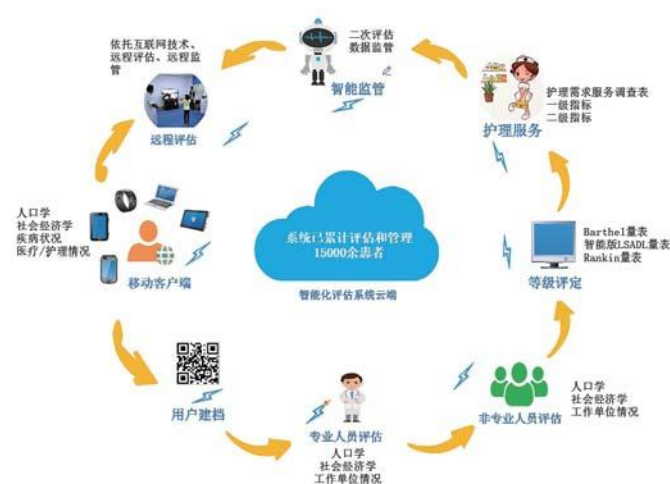 依托互联网技术、
远程评估、远程监
管
远程评估
二次评估
数据监管
智能监管
护理需求服务调查表
一级指标
二级指标
护理服务
人口学
社会经济学
疾病状况
医疗/护理情况
移动客户端
系统已累计评估和管理
15000余患者
智能化评估系统云端
Barthel量表
智能版LSADL量表
Rankin量表
等级评定
用户建档
专业人员评估
人口学
社会经济学
工作单位情况
非专业人员评估
人口学
社会经济学
工作单位情况